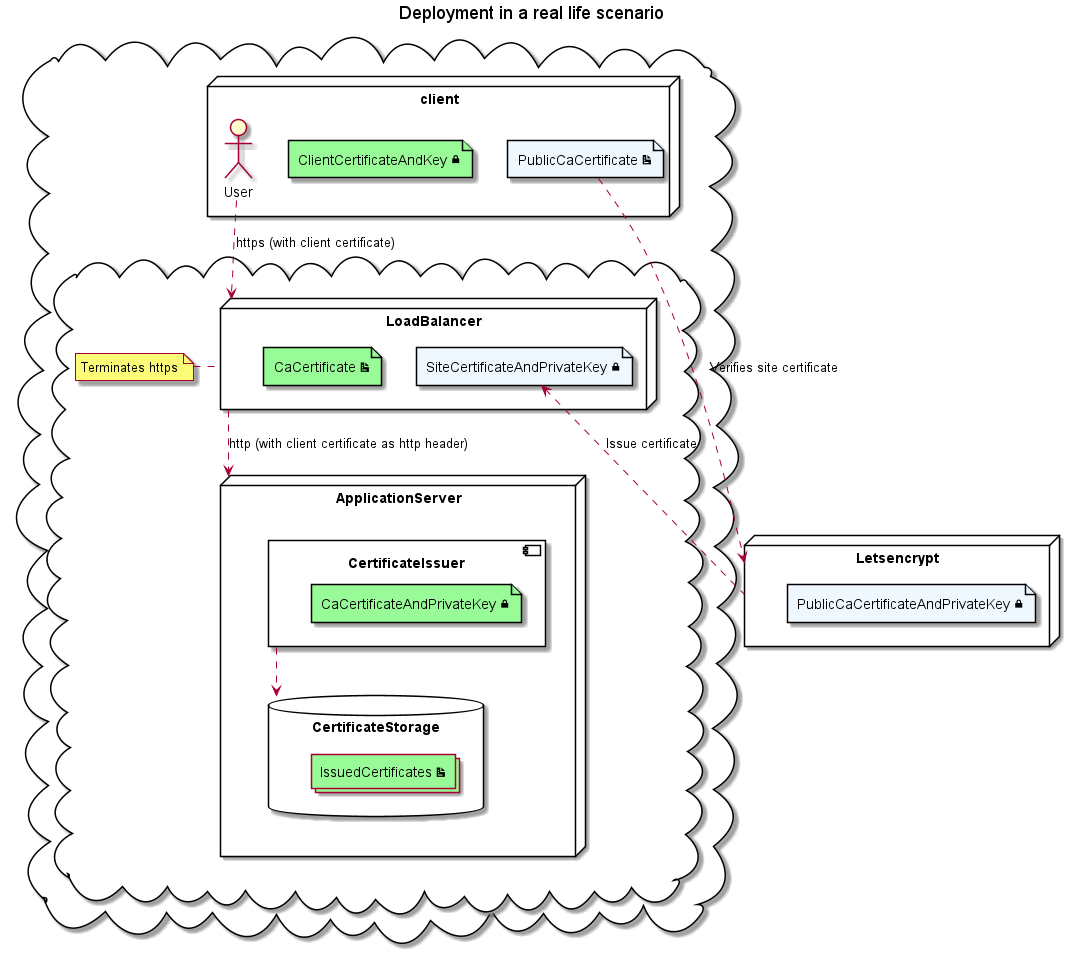 Deployment in a real life scenario
client
User
ClientCertificateAndKey
PublicCaCertificate
https (with client certificate)
LoadBalancer
Terminates https
CaCertificate
SiteCertificateAndPrivateKey
Verifies site certificate
http (with client certificate as http header)
Issue certificate
ApplicationServer
CertificateIssuer
CaCertificateAndPrivateKey
Letsencrypt
PublicCaCertificateAndPrivateKey
CertificateStorage
IssuedCertificates